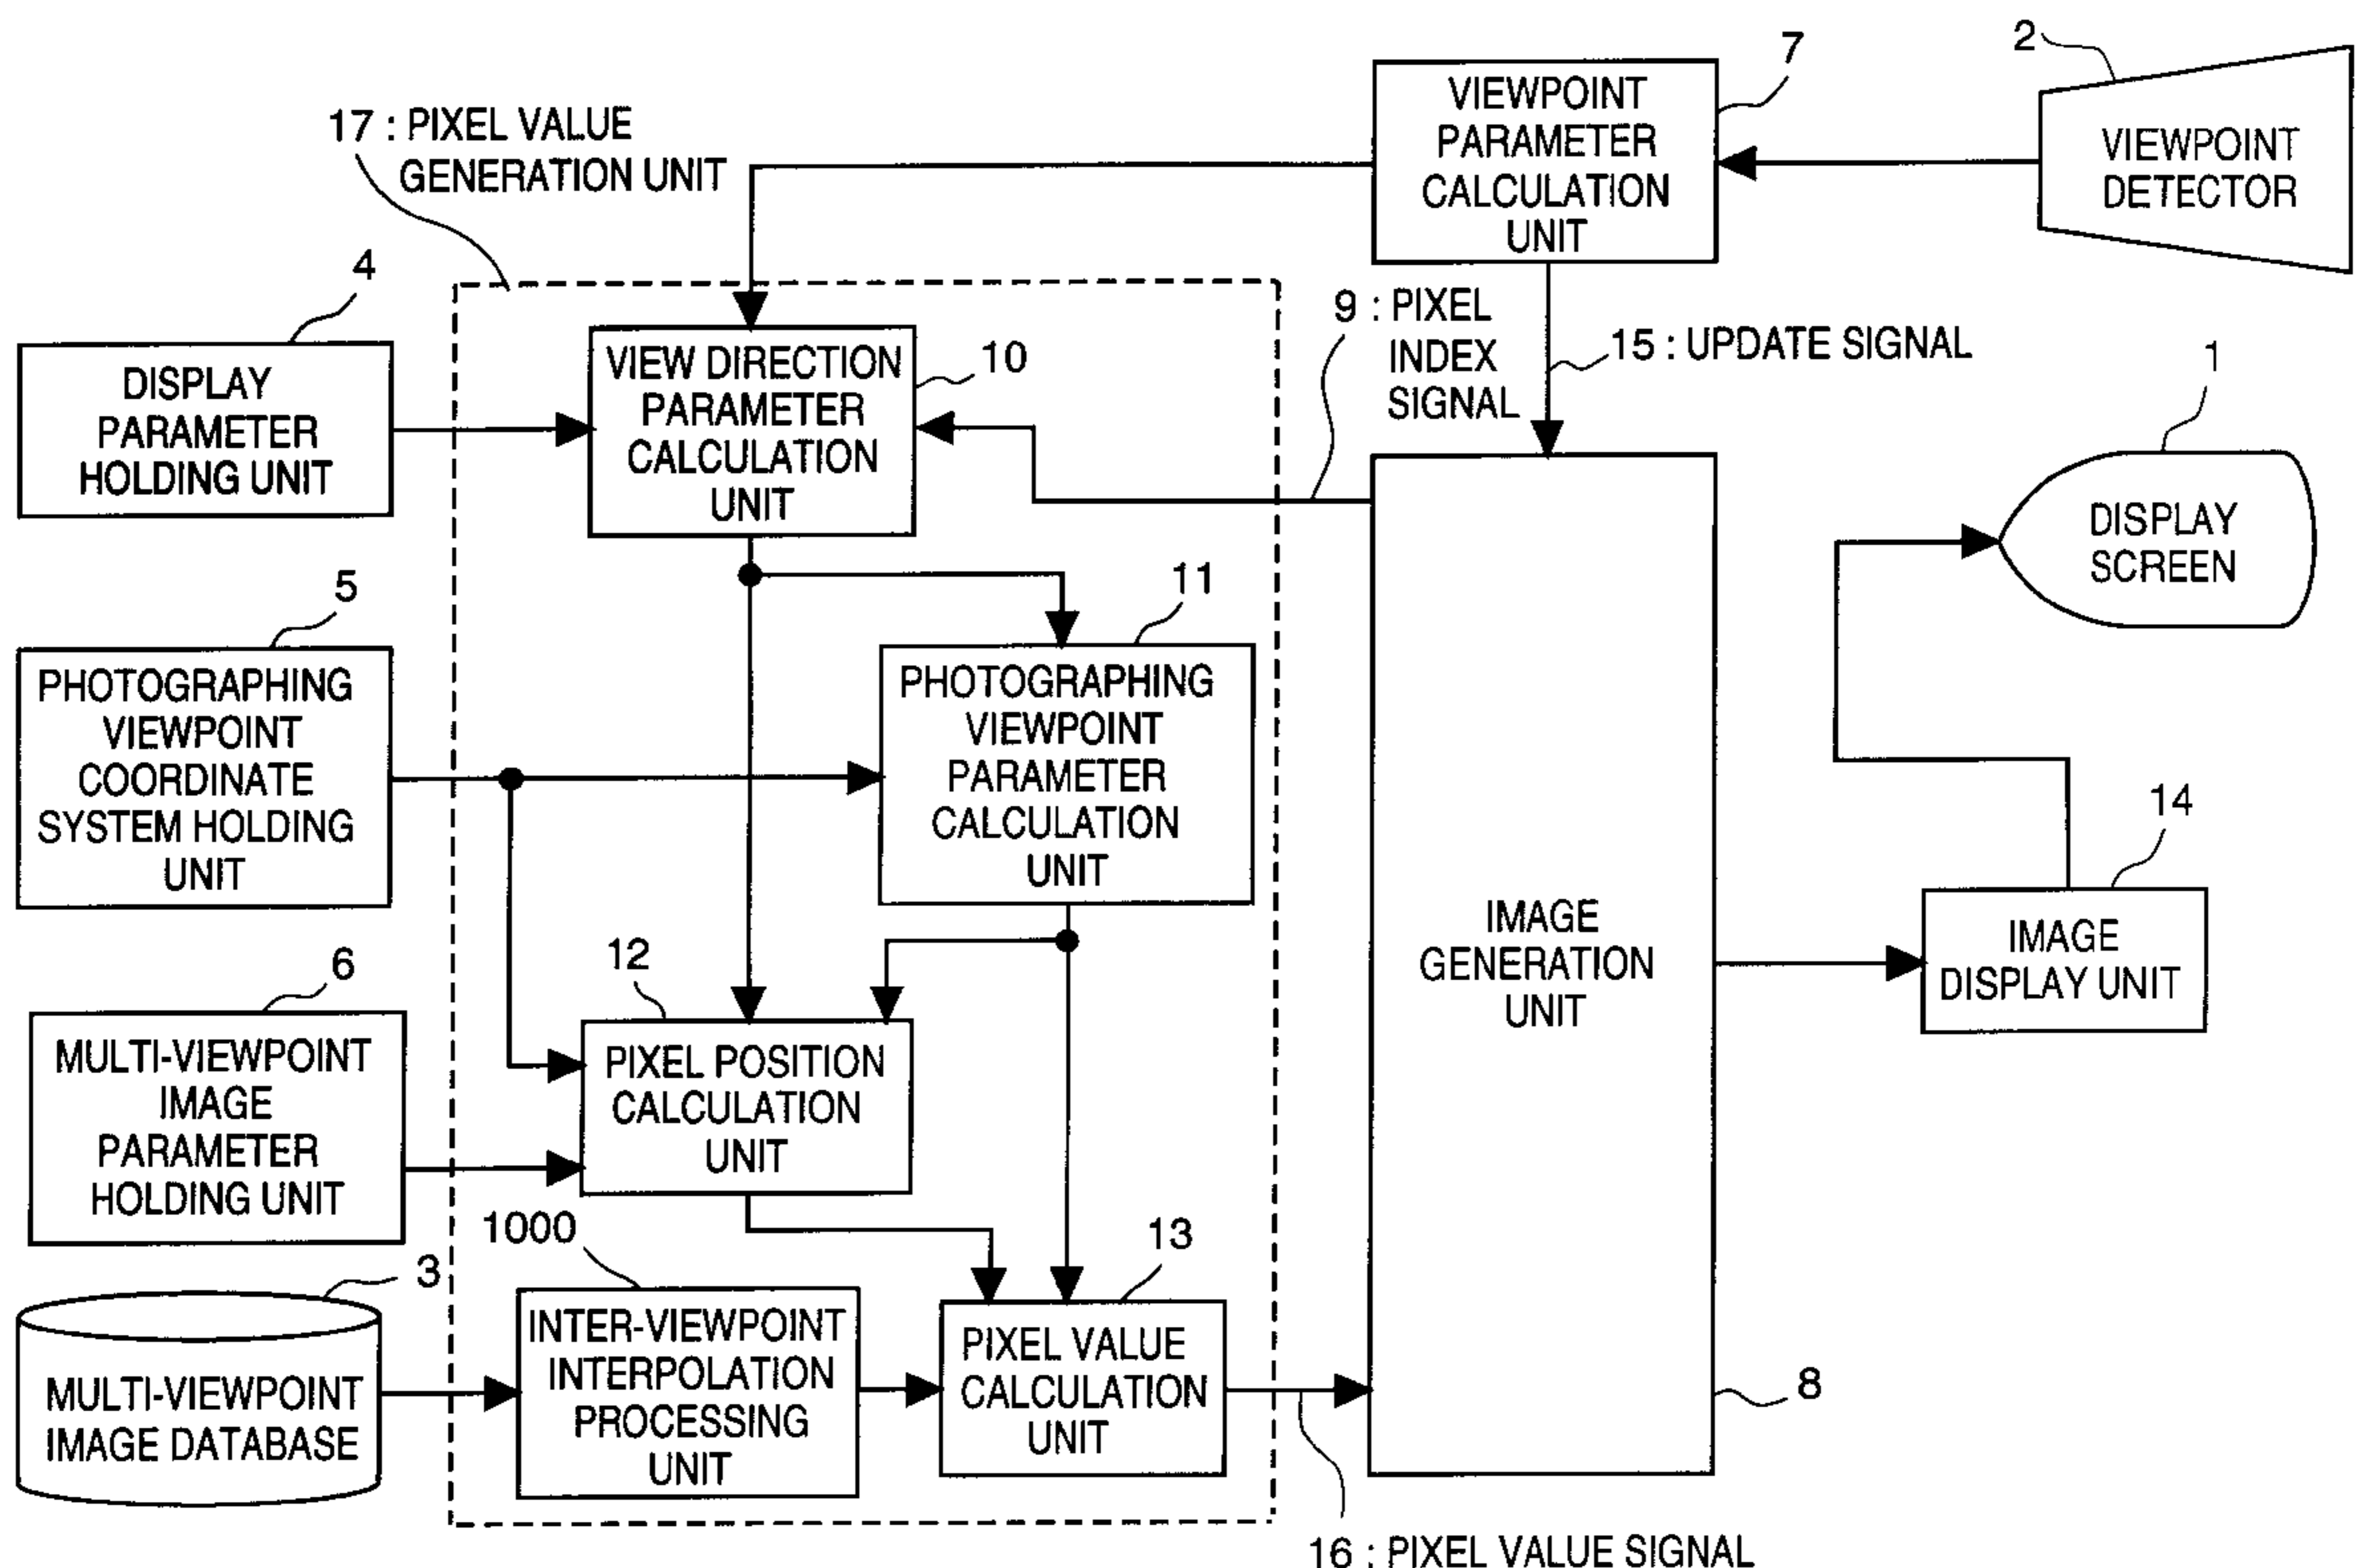 2
7
VIEWPOINT
PARAMETER
CALCULATION
UNIT
VIEWPOINT
DETECTOR
17 : PIXEL VALUE
GENERATION UNIT
4
DISPLAY
PARAMETER
HOLDING UNIT
VIEW DIRECTION
PARAMETER
CALCULATION
UNIT
10
9 : PIXEL
INDEX
SIGNAL
15 : UPDATE SIGNAL
1
DISPLAY
SCREEN
5
PHOTOGRAPHING
VIEWPOINT
COORDINATE
SYSTEM HOLDING
UNIT
11
PHOTOGRAPHING
VIEWPOINT
PARAMETER
CALCULATION
UNIT
14
IMAGE
DISPLAY UNIT
IMAGE
GENERATION
UNIT
8
6
MULTI-VIEWPOINT
IMAGE
PARAMETER
HOLDING UNIT
12
PIXEL POSITION
CALCULATION
UNIT
3
MULTI-VIEWPOINT
IMAGE DATABASE
1000
INTER-VIEWPOINT
INTERPOLATION
PROCESSING
UNIT
13
PIXEL VALUE
CALCULATION
UNIT
16 : PIXEL VALUE SIGNAL